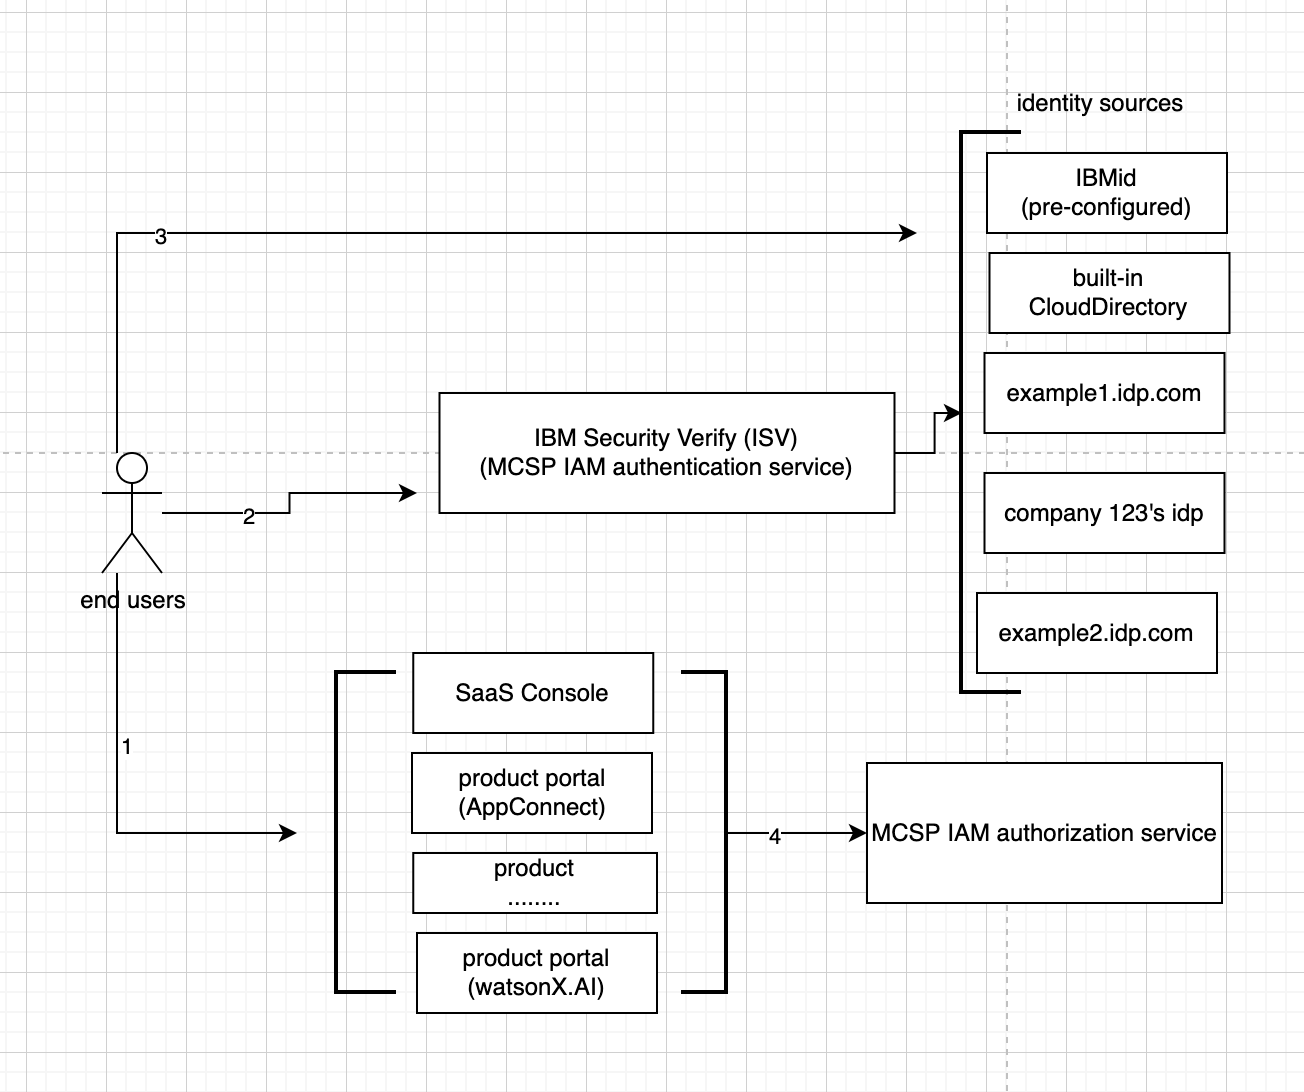 identity sources
IBMid
(pre-configured)
3
built-in
CloudDirectory
example1.idp.com
IBM Security Verify (ISV)
(MCSP IAM authentication service)
2
company 123's idp
end users
example2.idp.com
SaaS Console
1
product portal
(AppConnect)
4
MCSP IAM authorization service
product
........
product portal
(watsonX.AI)